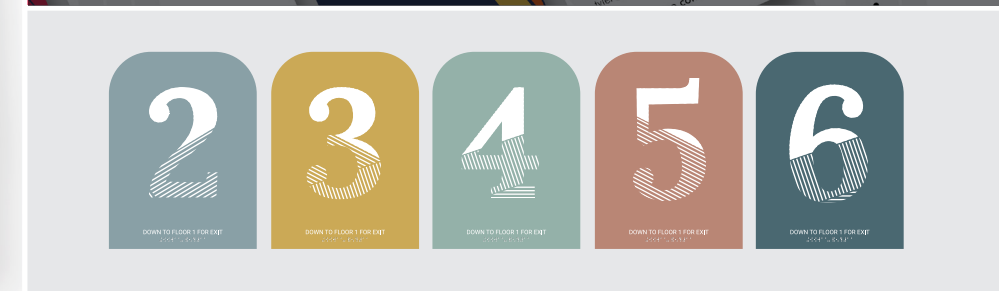 2
DOWN TO FLOOR 1 FOR EXIT
3
DOWN TO FLOOR 1 FOR EXIT
4
DOWN TO FLOOR 1 FOR EXIT
5
DOWN TO FLOOR 1 FOR EXIT
6
DOWN TO FLOOR 1 FOR EXIT